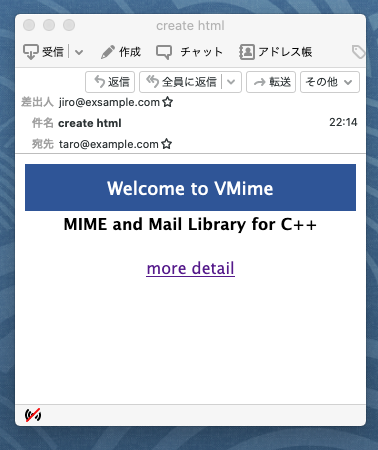 create html
受信 作成 チャット アドレス帳
返信 全員に返信 転送 その他
差出人 jiro@exsample.com
件名 create html 22:14
宛先 taro@example.com
Welcome to VMime
MIME and Mail Library for C++
more detail